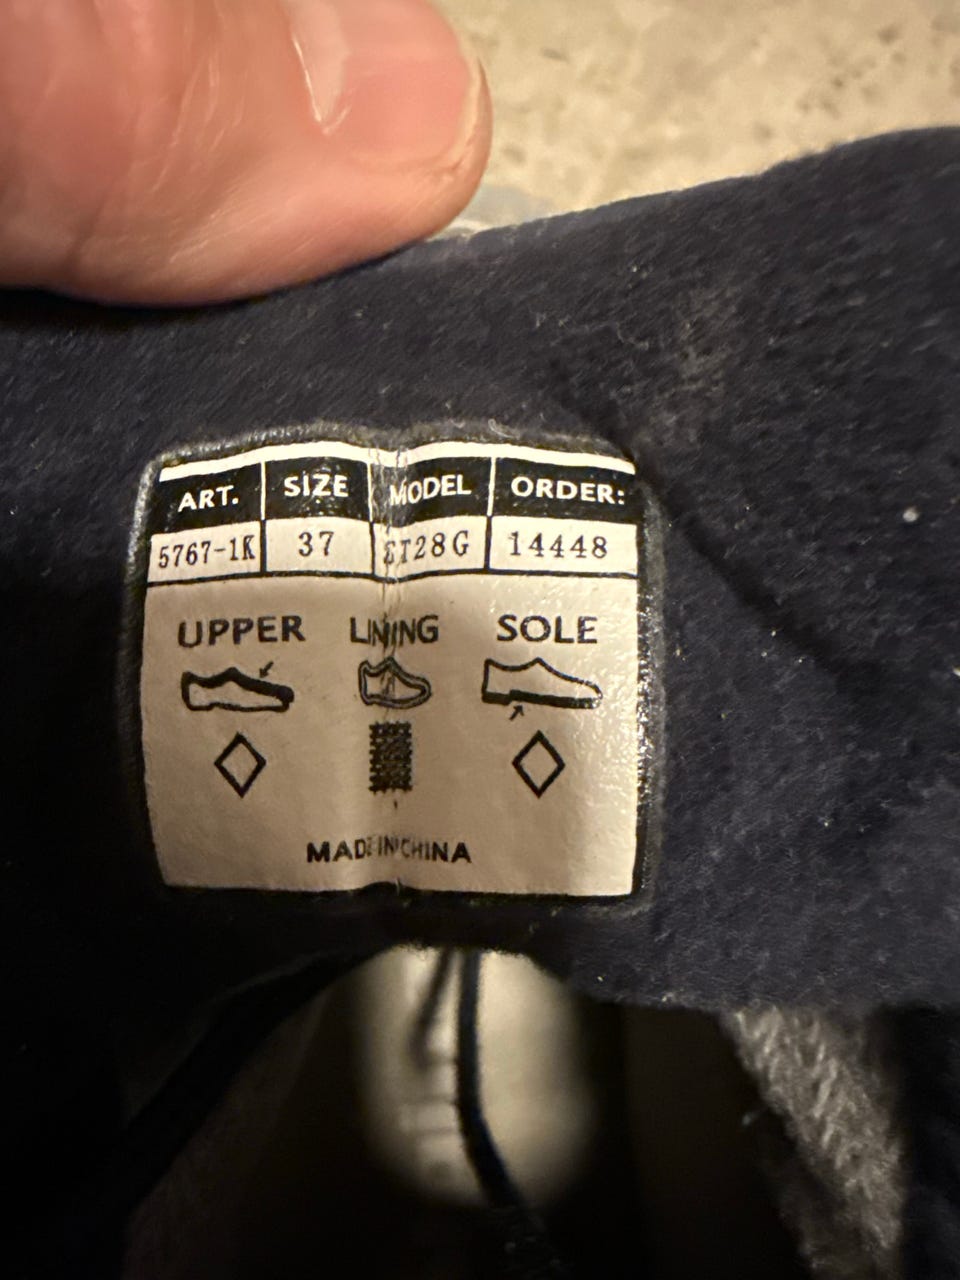 ART. SIZE MODEL ORDER:
5767-1K 37 ST28G 14448
UPPER LINING SOLE
MADE IN CHINA